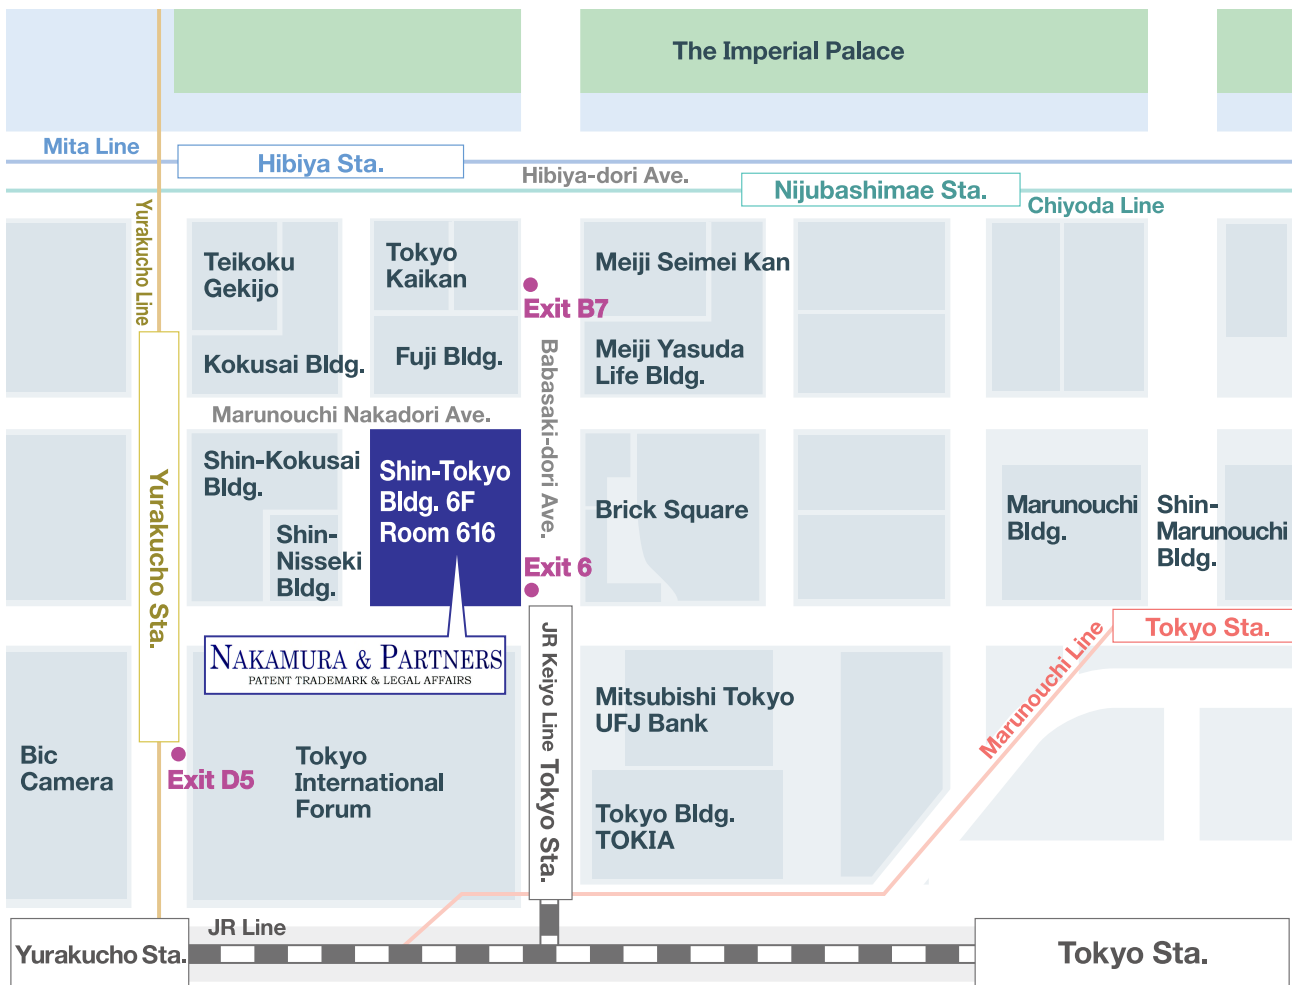 The Imperial Palace
Mita Line
Hibiya Sta.
Hibiya-dori Ave.
Nijubashimae Sta.
Chiyoda Line
Yurakucho Line
Teikoku
Gekijo
Tokyo
Kaikan
Meiji Seimei Kan
Exit B7
Kokusai Bldg.
Fuji Bldg.
Meiji Yasuda
Life Bldg.
Babasaki-dori Ave.
Marunouchi Nakadori Ave.
Yurakucho Sta.
Shin-Kokusai
Bldg.
Shin-
Nisseki
Bldg.
Shin-Tokyo
Bldg. 6F
Room 616
Brick Square
Marunouchi
Bldg.
Shin-
Marunouchi
Bldg.
Exit 6
NAKAMURA & PARTNERS
PATENT TRADEMARK & LEGAL AFFAIRS
JR Keiyo Line Tokyo Sta.
Tokyo Sta.
Marunouchi Line
Mitsubishi Tokyo
UFJ Bank
Bic
Camera
Exit D5
Tokyo
International
Forum
Tokyo Bldg.
TOKIA
JR Line
Yurakucho Sta.
Tokyo Sta.